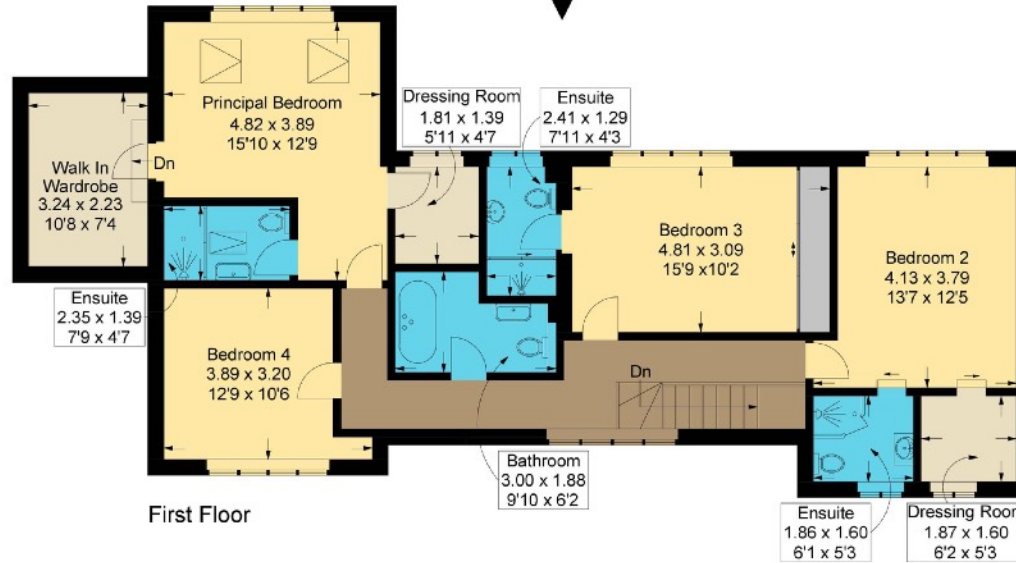 Principal Bedroom
4.82 x 3.89
15'10 x 12'9
Dressing Room
1.81 x 1.39
5'11 x 4'7
Ensuite
2.41 x 1.29
7'11 x 4'3
Walk In
Wardrobe
3.24 x 2.23
10'8 x 7'4
Dn
Bedroom 3
4.81 x 3.09
15'9 x10'2
Bedroom 2
4.13 x 3.79
13'7 x 12'5
Ensuite
2.35 x 1.39
7'9 x 4'7
Bedroom 4
3.89 x 3.20
12'9 x 10'6
Dn
Bathroom
3.00 x 1.88
9'10 x 6'2
First Floor
Ensuite
1.86 x 1.60
6'1 x 5'3
Dressing Room
1.87 x 1.60
6'2 x 5'3